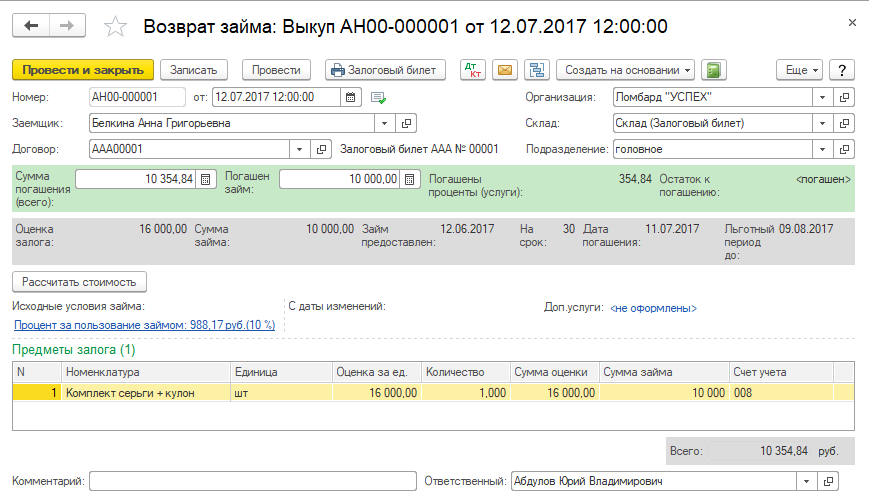 Возврат займа: Выкуп АН00-000001 от 12.07.2017 12:00:00
Провести и закрыть Записать Провести Залоговый билет Дт Кт Создать на основании Еще ?
Номер: АН00-000001 от: 12.07.2017 12:00:00 Организация: Ломбард "УСПЕХ"
Заемщик: Белкина Анна Григорьевна Склад: Склад (Залоговый билет)
Договор: ААА00001 Залоговый билет ААА № 00001 Подразделение: головное
Сумма погашения (всего): 10 354,84 Погашен займ: 10 000,00 Погашены проценты (услуги): 354,84 Остаток к погашению: <погашен>
Оценка залога: 16 000,00 Сумма займа: 10 000,00 Займ предоставлен: 12.06.2017 На срок: 30 Дата погашения: 11.07.2017 Льготный период до: 09.08.2017
Рассчитать стоимость
Исходные условия займа: С даты изменений: Доп.услуги: <не оформлены>
Процент за пользование займом: 988,17 руб.(10 %)
Предметы залога (1)
N Номенклатура Единица Оценка за ед. Количество Сумма оценки Сумма займа Счет учета
1 Комплект серьги + кулон шт 16 000,00 1,000 16 000,00 10 000 008
Всего: 10 354,84 руб.
Комментарий: Ответственный: Абдулов Юрий Владимирович